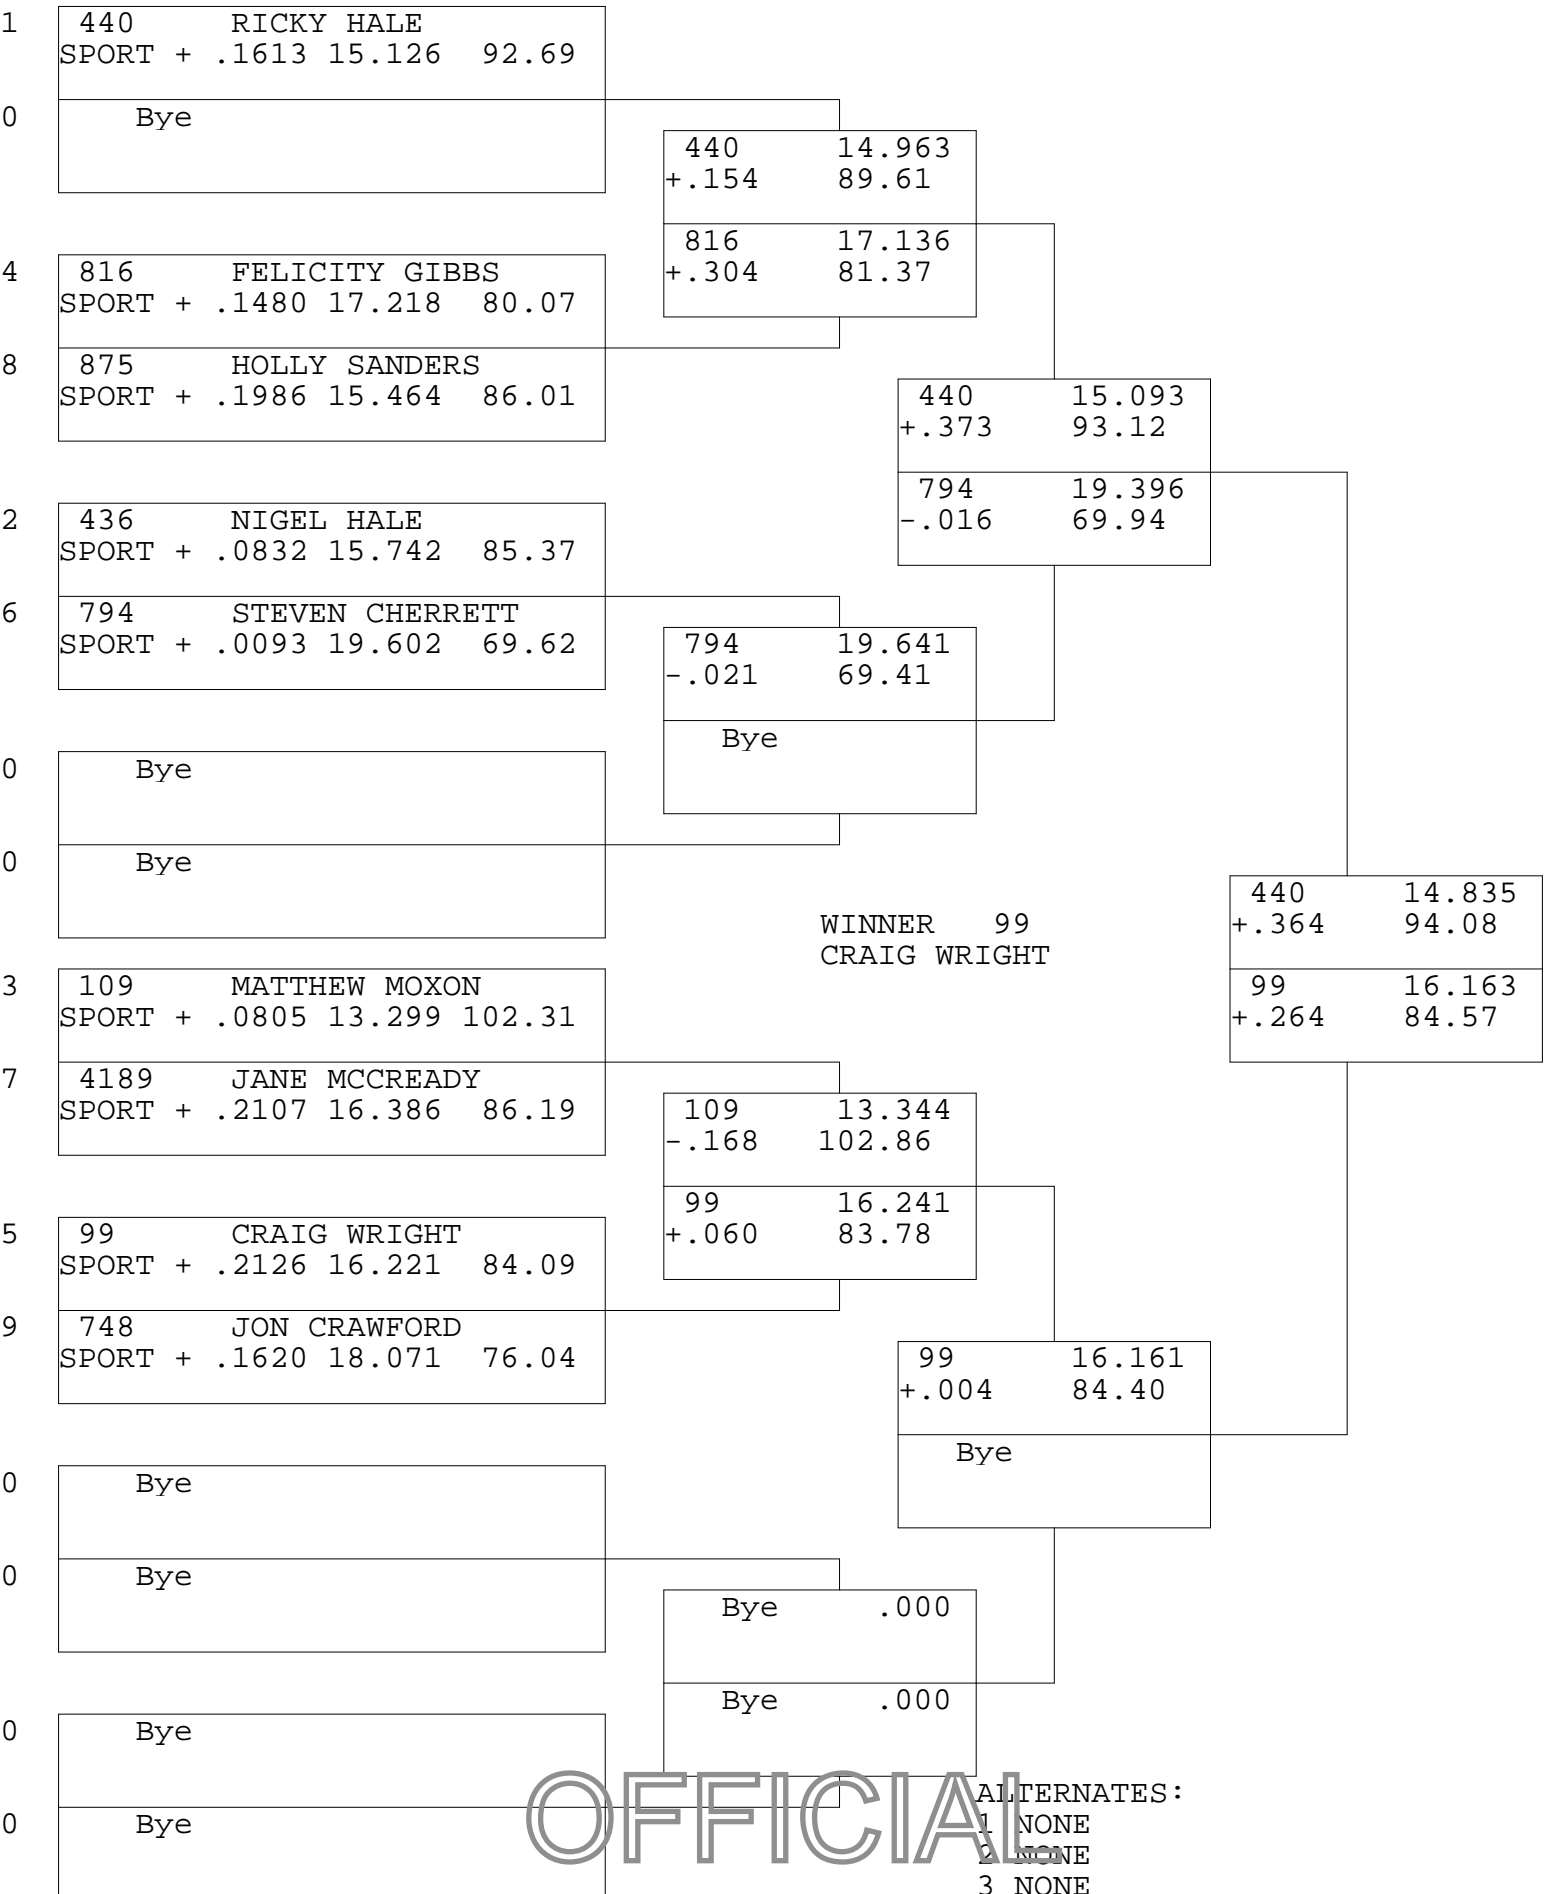 1 440 RICKY HALE
SPORT + .1613 15.126 92.69
0 Bye
440 14.963
+.154 89.61
816 17.136
+.304 81.37
4 816 FELICITY GIBBS
SPORT + .1480 17.218 80.07
8 875 HOLLY SANDERS
SPORT + .1986 15.464 86.01
440 15.093
+.373 93.12
794 19.396
-.016 69.94
2 436 NIGEL HALE
SPORT + .0832 15.742 85.37
6 794 STEVEN CHERRETT
SPORT + .0093 19.602 69.62
794 19.641
-.021 69.41
Bye
0 Bye
0 Bye
440 14.835
+.364 94.08
99 16.163
+.264 84.57
WINNER 99
CRAIG WRIGHT
3 109 MATTHEW MOXON
SPORT + .0805 13.299 102.31
7 4189 JANE MCCREADY
SPORT + .2107 16.386 86.19
109 13.344
-.168 102.86
99 16.241
+.060 83.78
5 99 CRAIG WRIGHT
SPORT + .2126 16.221 84.09
9 748 JON CRAWFORD
SPORT + .1620 18.071 76.04
99 16.161
+.004 84.40
Bye
0 Bye
0 Bye
Bye .000
Bye .000
0 Bye
0 Bye
OFFICIAL
ALTERNATES:
1 NONE
2 NONE
3 NONE